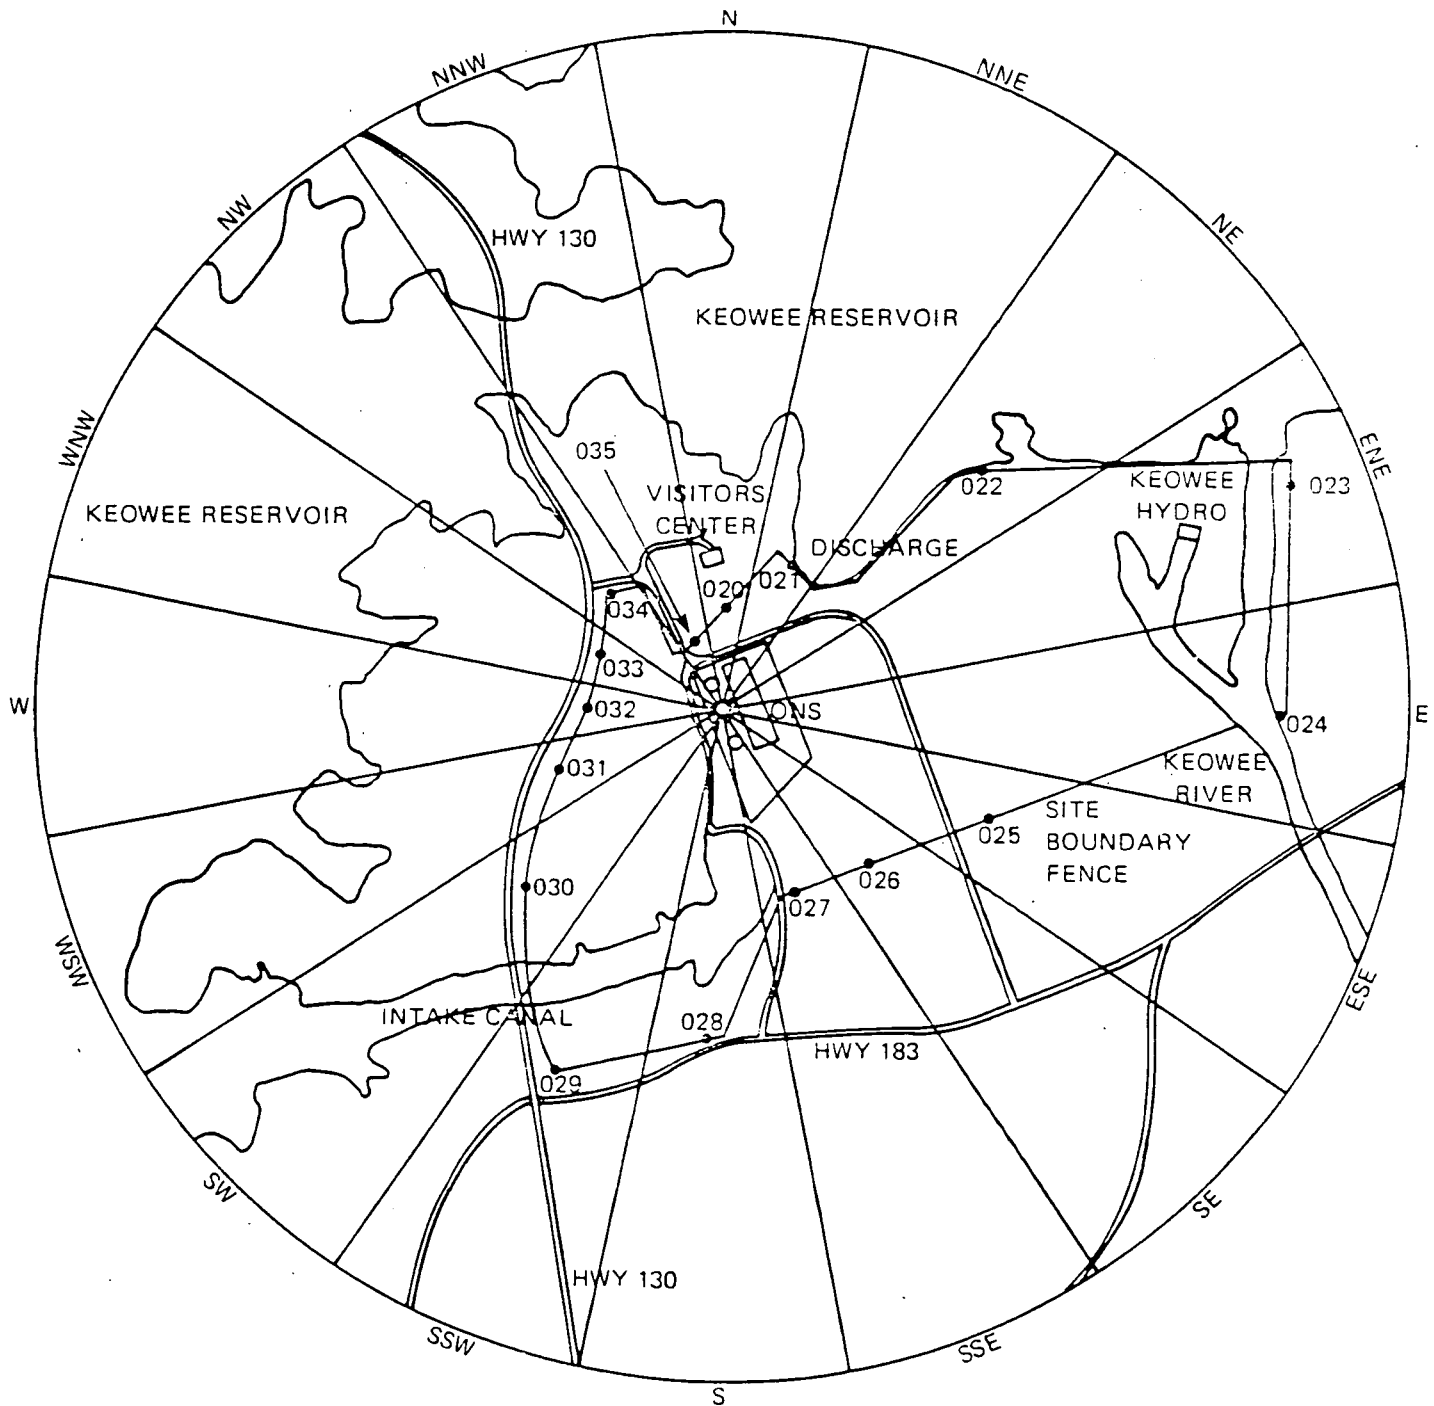 N
NNW
NNE
NW
NE
HWY 130
KEOWEE RESERVOIR
WNW
ENE
035
VISITORS
CENTER
022
KEOWEE
HYDRO
023
KEOWEE RESERVOIR
DISCHARGE
020
021
034
033
W
032
ONS
E
024
031
KEOWEE
RIVER
SITE
BOUNDARY
FENCE
025
026
030
027
WSW
ESE
INTAKE CANAL
028
HWY 183
029
SW
SE
HWY 130
SSW
SSE
S